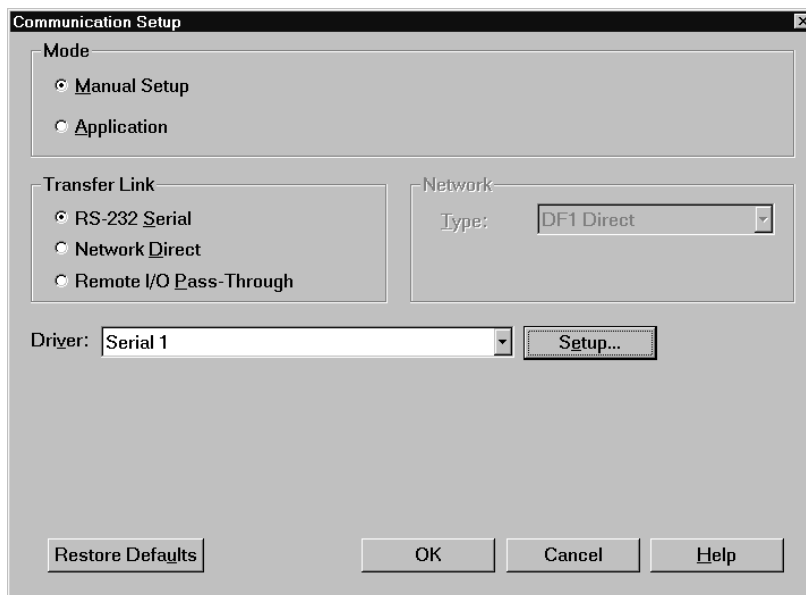 Communication Setup
Mode
Manual Setup
Application
Transfer Link
RS-232 Serial
Network Direct
Remote I/O Pass-Through
Network
Type: DF1 Direct
Driver: Serial 1 Setup...
Restore Defaults OK Cancel Help